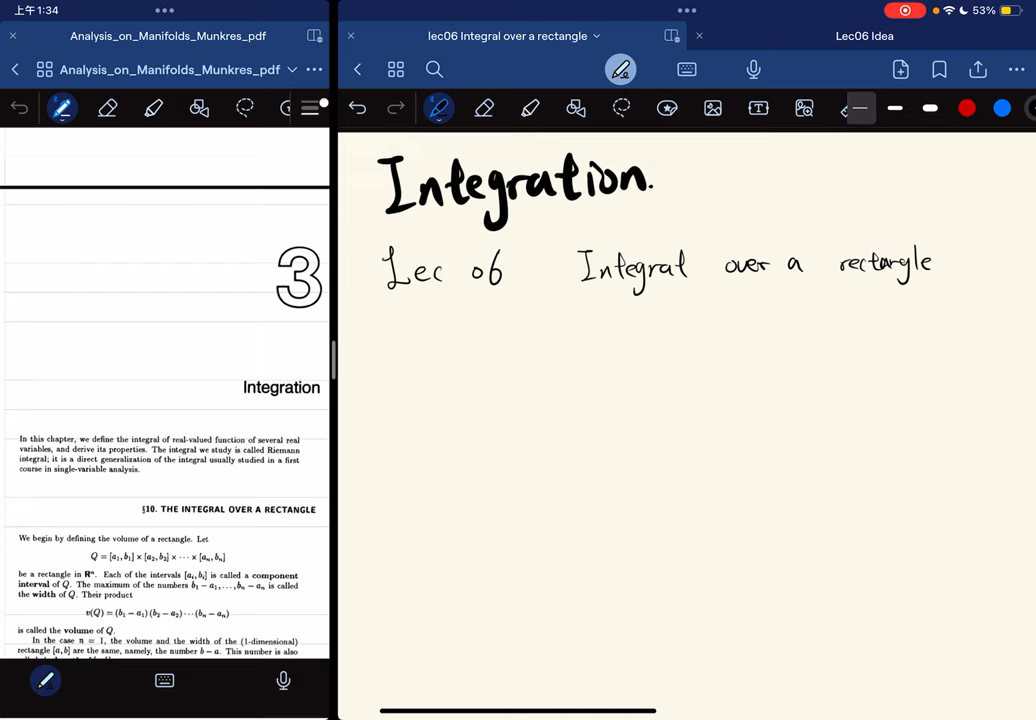 上午1:34
53%
Analysis_on_Manifolds_Munkres_pdf
Analysis_on_Manifolds_Munkres_pdf
3
Integration
In this chapter, we define the integral of real-valued function of several real
variables, and derive its properties. The integral we study is called Riemann
integral; it is a direct generalization of the integral usually studied in a first
course in single-variable analysis.
§10. THE INTEGRAL OVER A RECTANGLE
We begin by defining the volume of a rectangle. Let
Q = [a₁, b₁] × [a₂, b₂] × ⋯ × [aₙ, bₙ]
be a rectangle in Rⁿ. Each of the intervals [aᵢ, bᵢ] is called a component
interval of Q. The maximum of the numbers b₁ − a₁, . . . , bₙ − aₙ is called
the width of Q. Their product
v(Q) = (b₁ − a₁)(b₂ − a₂) ⋯ (bₙ − aₙ)
is called the volume of Q.
In the case n = 1, the volume and the width of the (1-dimensional)
rectangle [a, b] are the same, namely, the number b − a. This number is also
lec06 Integral over a rectangle
Lec06 Idea
Integration.
Lec 06 Integral over a rectangle